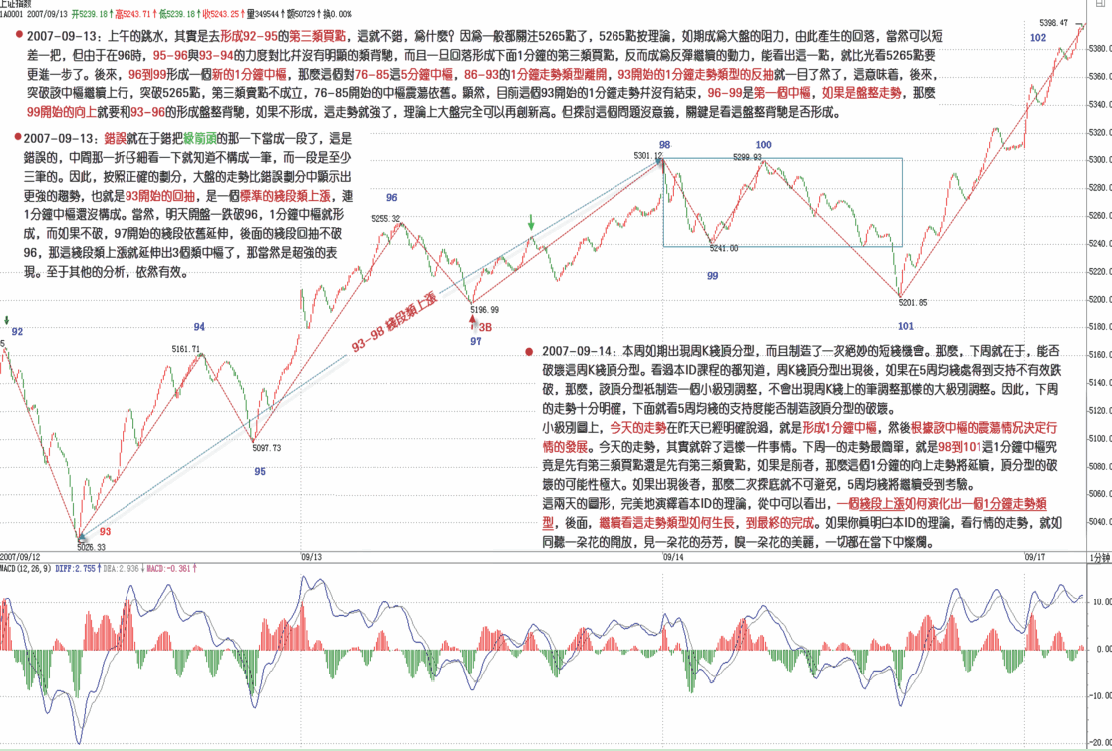 上证指数
1A0001 2007/09/13 开5239.18↑高5243.71↑低5239.18↑收5243.25↑量349544↑额50729↑换0.00%
● 2007-09-13：上午的跳水，其實是去形成92-95的第三類買點，這就不錯，爲什麽？因爲一般都關注5265點了，5265點按理論，如期成爲大盤的阻力，由此產生的回落，當然可以短
差一把，但由于在96時，95-96與93-94的力度對比幷沒有明顯的類背馳，而且一旦回落形成下面1分鐘的第三類買點，反而成爲反彈繼續的動力，能看出這一點，就比光看5265點要
更進一步了。後來，96到99形成一個新的1分鐘中樞，那麽這個對76-85這5分鐘中樞，86-93的1分鐘走勢類型離開，93開始的1分鐘走勢類型的反抽就一目了然了，這意味着，後來，
突破該中樞繼續上行，突破5265點，第三類賣點不成立，76-85開始的中樞震蕩依舊。顯然，目前這個93開始的1分鐘走勢幷沒有結束，96-99是第一個中樞，如果是盤整走勢，那麽
99開始的向上就要和93-96的形成盤整背馳，如果不形成，這走勢就強了，理論上大盤完全可以再創新高。但探討這個問題沒意義，關鍵是看這盤整背馳是否形成。
● 2007-09-13：錯誤就在于錯把綠箭頭的那一下當成一段了，這是
錯誤的，中間那一折仔細看一下就知道不構成一筆，而一段是至少
三筆的。因此，按照正確的劃分，大盤的走勢比錯誤劃分中顯示出
更強的趨勢，也就是93開始的回抽，是一個標準的綫段類上漲，連
1分鐘中樞還沒構成。當然，明天開盤一跌破96，1分鐘中樞就形
成，而如果不破，97開始的綫段依舊延伸，後面的綫段回抽不破
96，那這綫段類上漲就延伸出3個類中樞了，那當然是超強的表
現。至于其他的分析，依然有效。
5398.47
102
5380.0
5360.0
5340.0
5320.0
5300.0
5280.0
5260.0
5240.0
5220.0
5200.0
5180.0
5160.0
5140.0
5120.0
5100.0
5080.0
5060.0
5040.0
98
5301.12
100
5299.93
96
5255.32
5241.00
99
5201.85
101
5196.99
3B
97
93-98 綫段類上漲
92
94
5161.71
5097.73
95
93
5026.33
● 2007-09-14：本周如期出現周K綫頂分型，而且制造了一次絕妙的短綫機會。那麽，下周就在于，能否
破壞這周K綫頂分型。看過本ID課程的都知道，周K綫頂分型出現後，如果在5周均綫處得到支持不有效跌
破，那麽，該頂分型祇制造一個小級別調整，不會出現周K綫上的筆調整那樣的大級別調整。因此，下周
的走勢十分明確，下面就看5周均綫的支持度能否制造該頂分型的破壞。
小級別圖上，今天的走勢在昨天已經明確說過，就是形成1分鐘中樞，然後根據該中樞的震蕩情況決定行
情的發展。今天的走勢，其實就幹了這樣一件事情。下周一的走勢最簡單，就是98到101這1分鐘中樞究
竟是先有第三類買點還是先有第三類賣點，如果是前者，那麽這個1分鐘的向上走勢將延續，頂分型的破
壞的可能性極大。如果出現後者，那麽二次探底就不可避免，5周均綫將繼續受到考驗。
這兩天的圖形，完美地演繹着本ID的理論，從中可以看出，一個綫段上漲如何演化出一個1分鐘走勢類
型，後面，繼續看這走勢類型如何生長，到最終的完成。如果你真明白本ID的理論，看行情的走勢，就如
同聽一朵花的開放，見一朵花的芬芳，嗅一朵花的美麗，一切都在當下中燦爛。
2007/09/12
09/13
09/14
09/17
1分钟
MACD(12,26,9) DIFF:2.755↑ DEA:2.936↓ MACD:-0.361↑
10.00
0.00
-10.00
-20.00